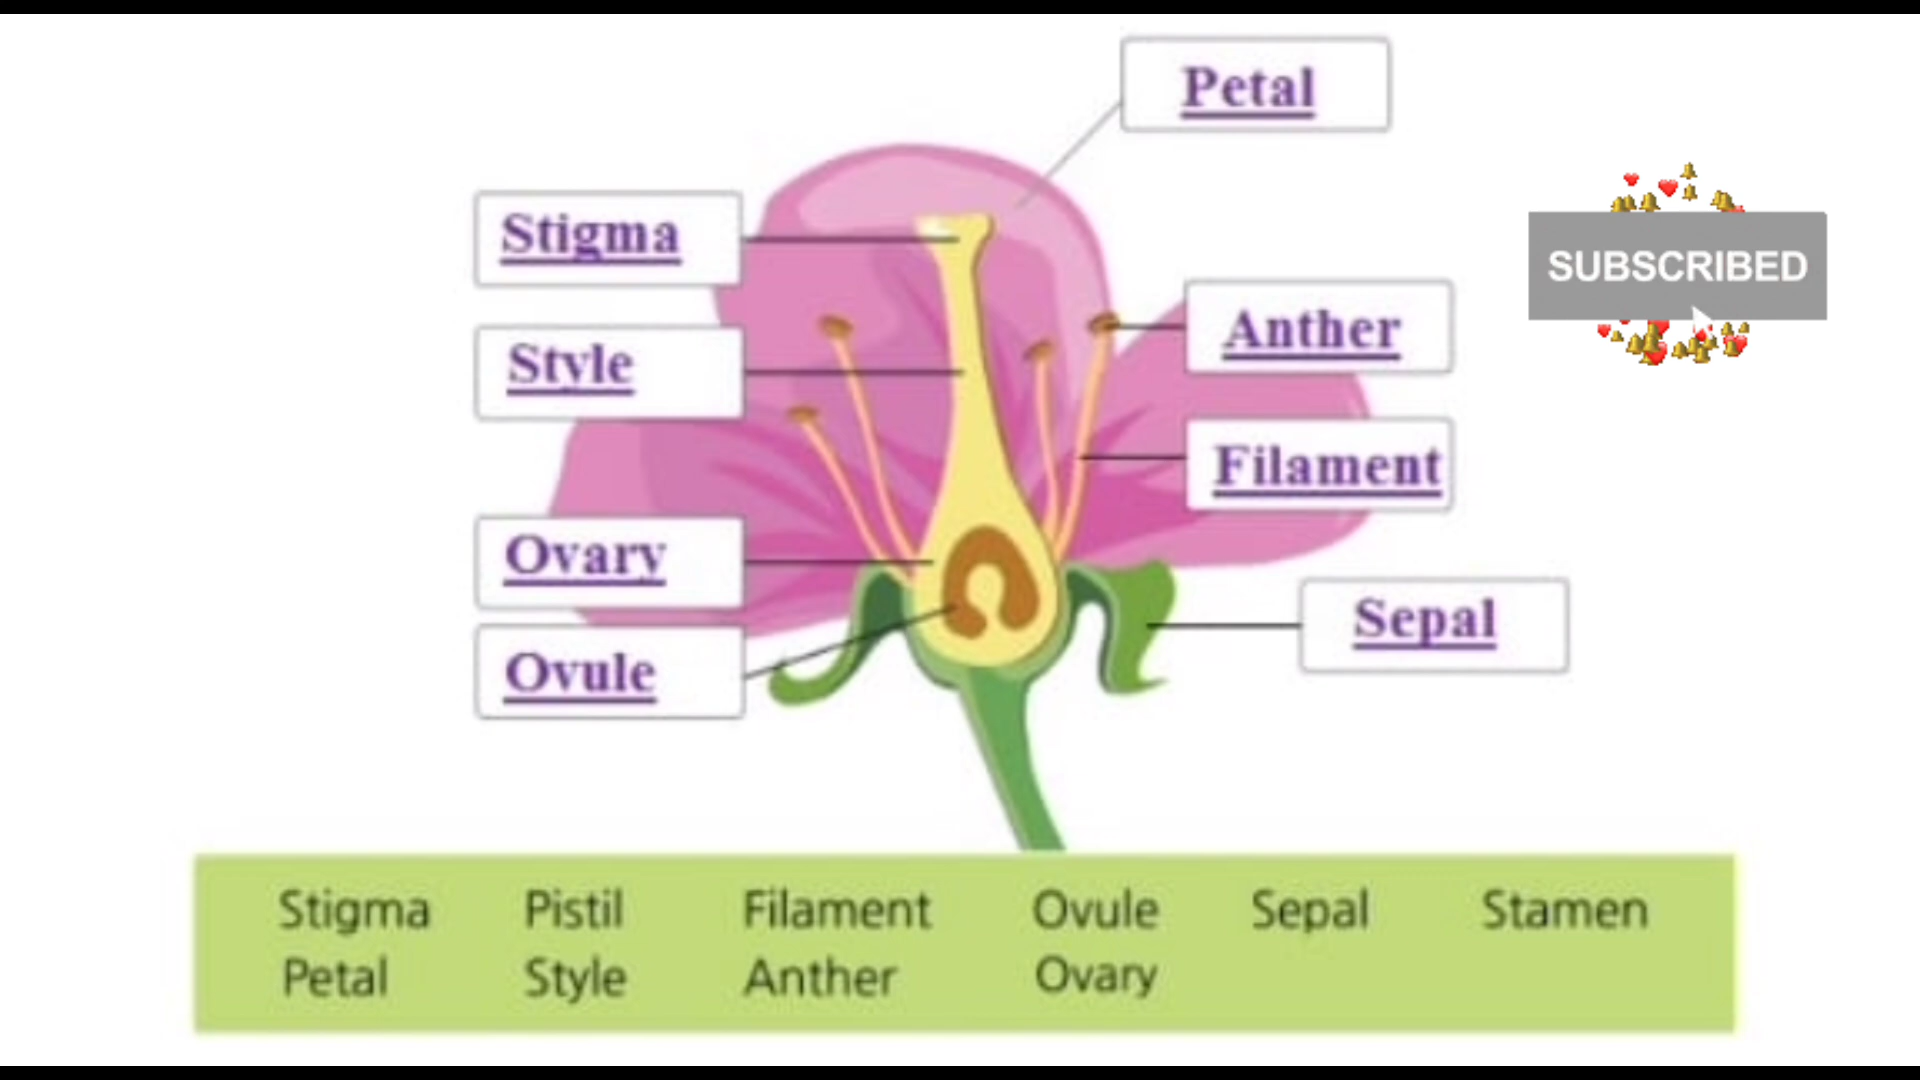 Petal
Stigma
SUBSCRIBED
Anther
Style
Filament
Ovary
Sepal
Ovule
Stigma Pistil Filament Ovule Sepal Stamen
Petal Style Anther Ovary